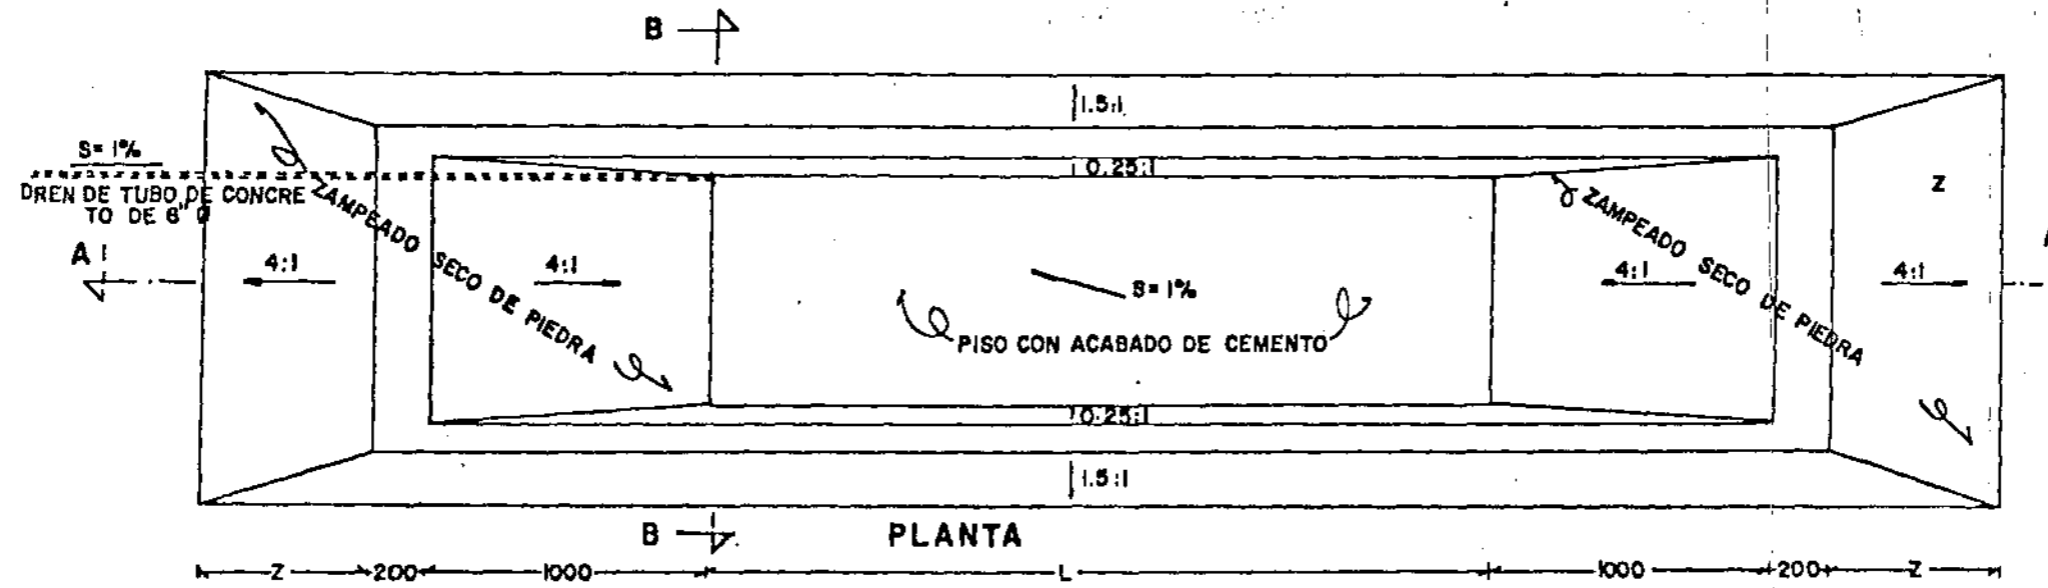 B
1.5:1
S= 1%
0.25:1
DREN DE TUBO DE CONCRE
TO DE 6" Ø
ZAMPEADO SECO DE PIEDRA
ZAMPEADO SECO DE PIEDRA
Z
A
4:1
4:1
S= 1%
4:1
4:1
PISO CON ACABADO DE CEMENTO
0.25:1
1.5:1
B
PLANTA
Z 200 1000 L 1000 200 Z